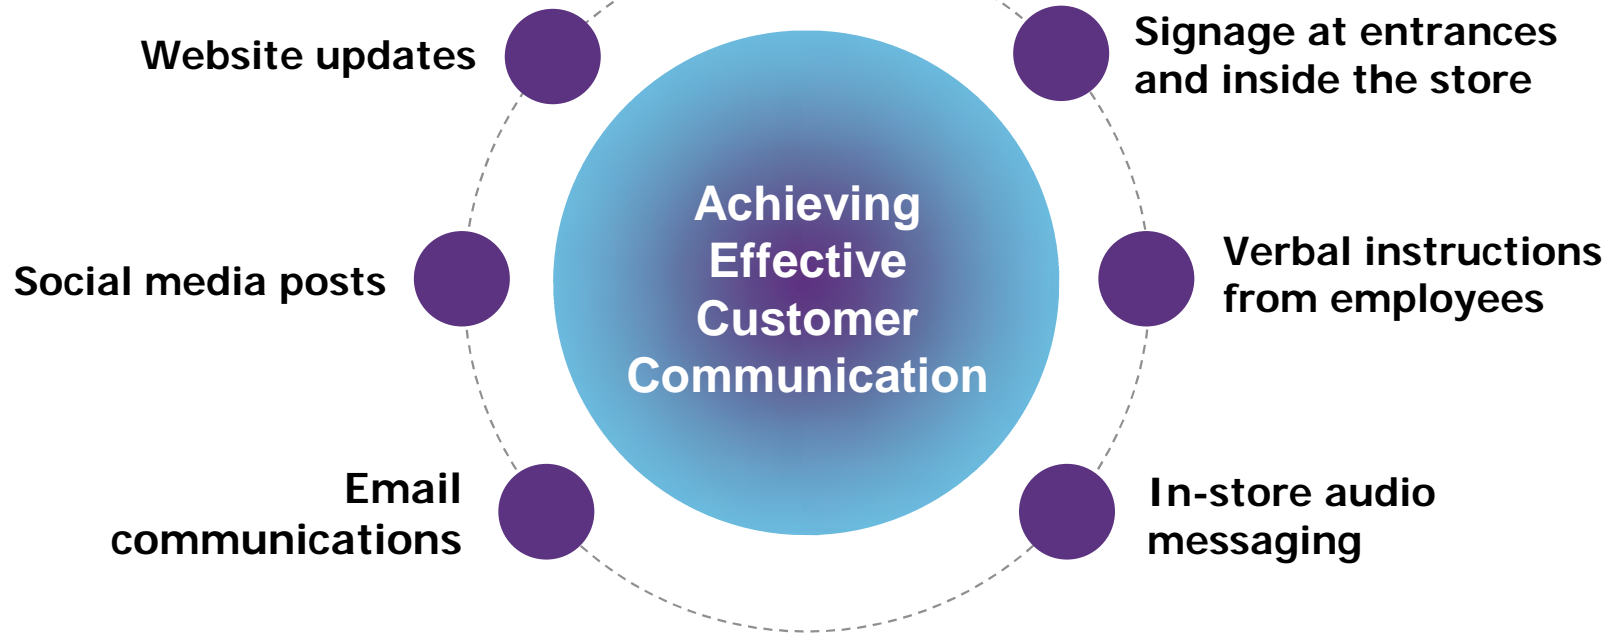 Website updates
Social media posts
Email
communications
Achieving
Effective
Customer
Communication
Signage at entrances
and inside the store
Verbal instructions
from employees
In-store audio
messaging